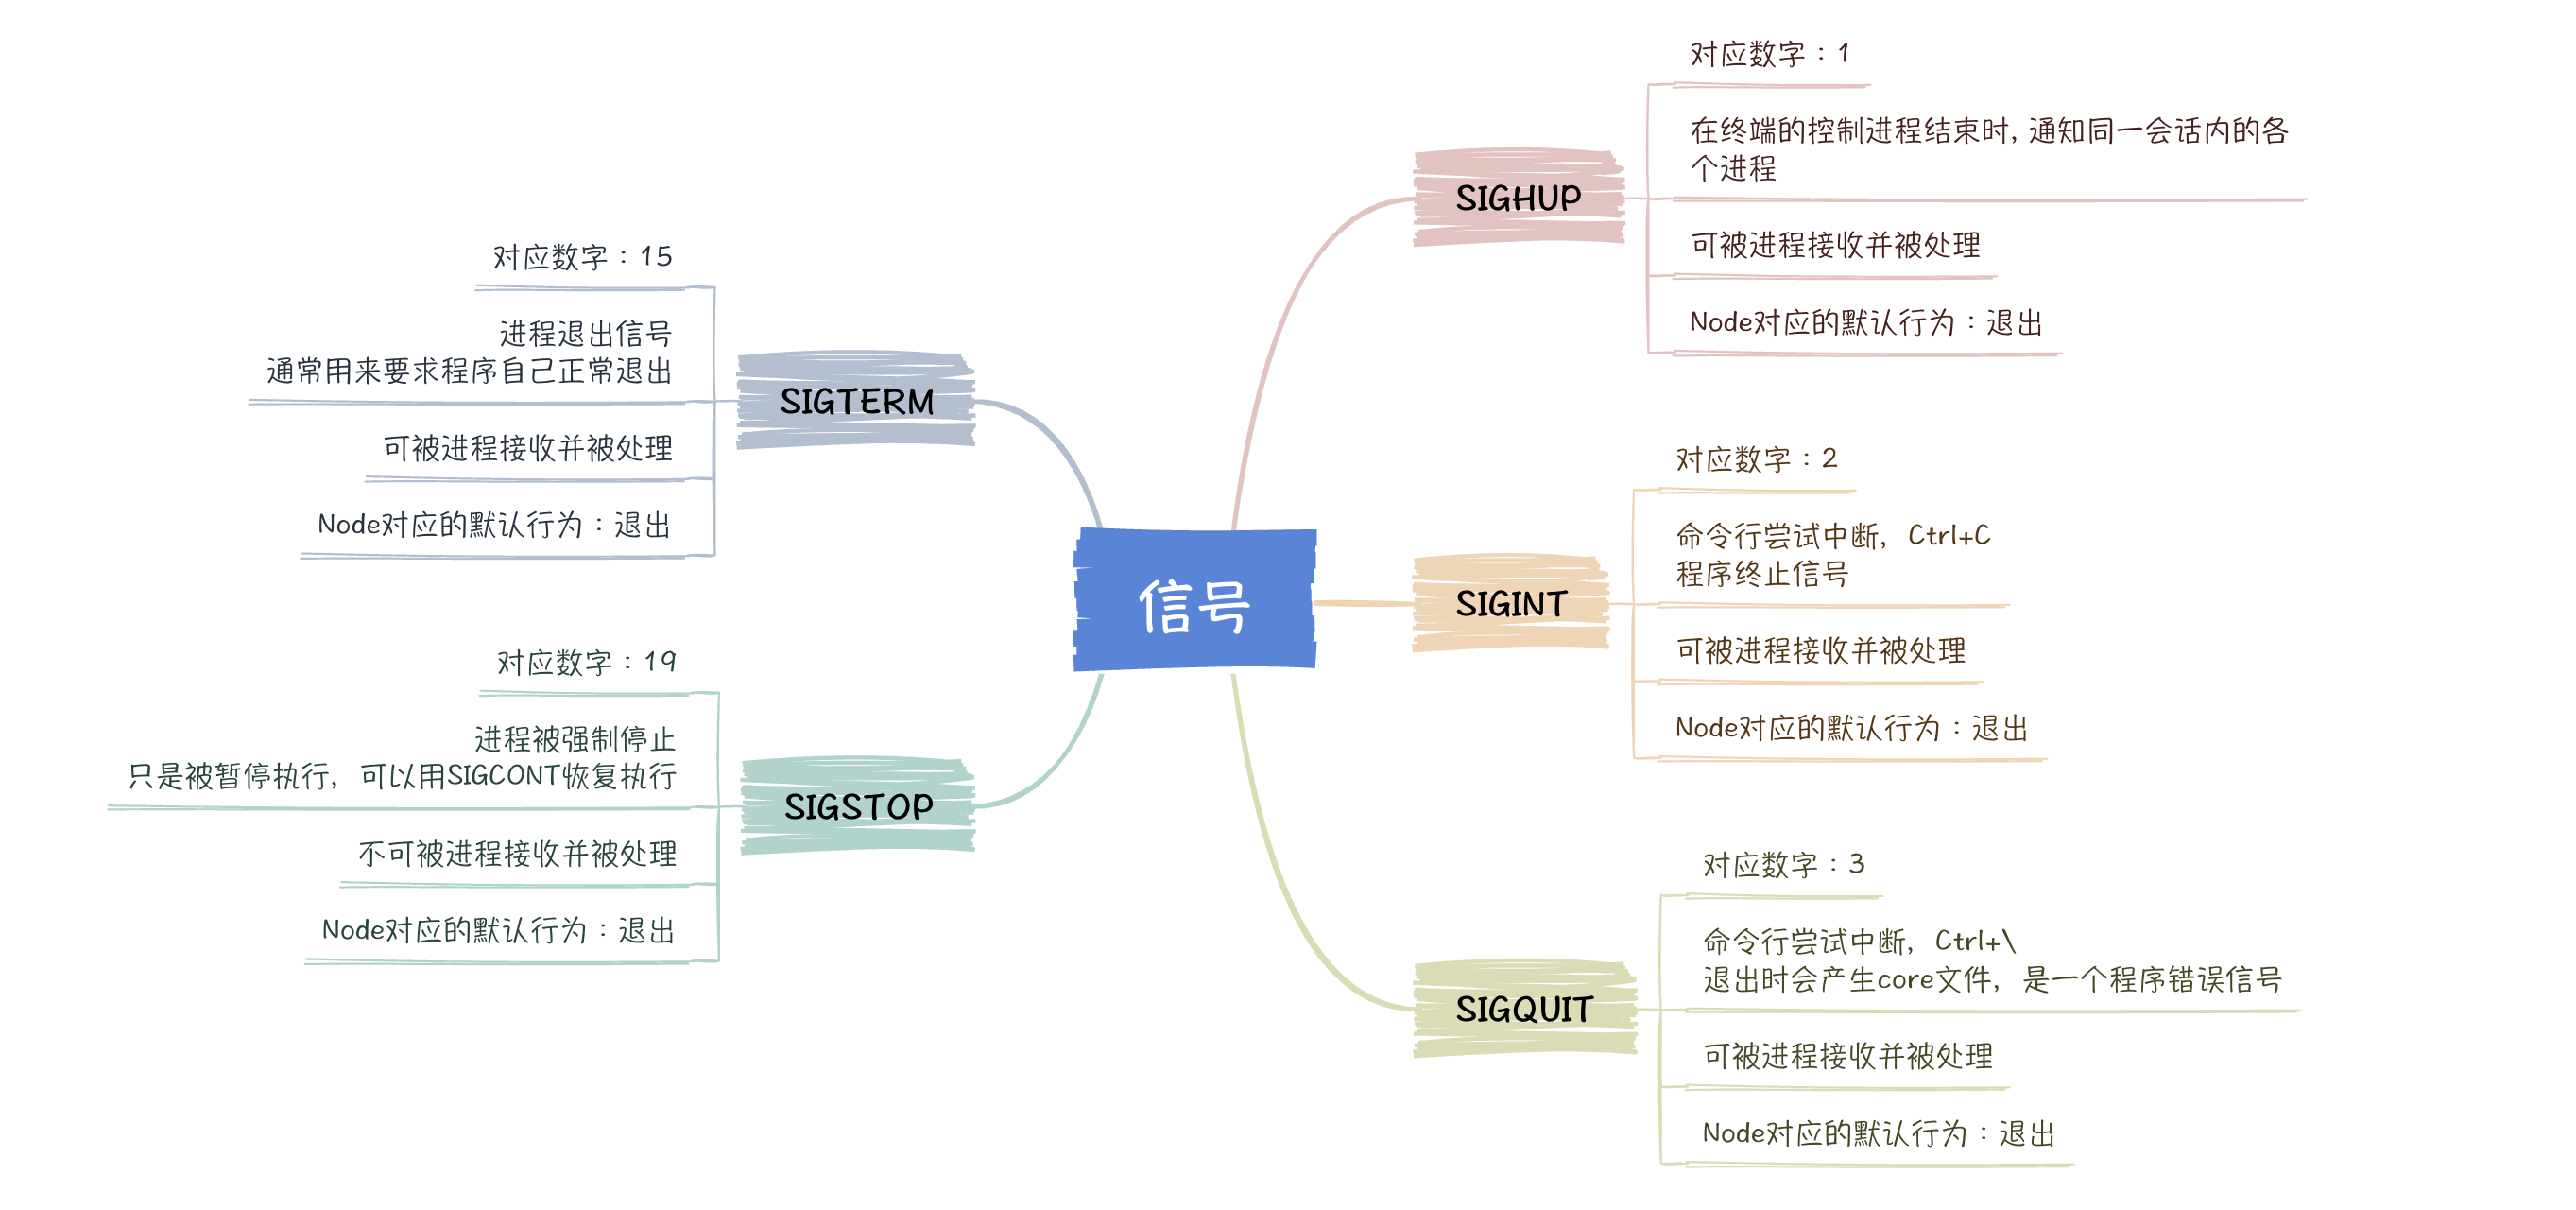 信号
SIGHUP
对应数字：1
在终端的控制进程结束时, 通知同一会话内的各
个进程
可被进程接收并被处理
Node对应的默认行为：退出
SIGINT
对应数字：2
命令行尝试中断，Ctrl+C
程序终止信号
可被进程接收并被处理
Node对应的默认行为：退出
SIGQUIT
对应数字：3
命令行尝试中断，Ctrl+\
退出时会产生core文件，是一个程序错误信号
可被进程接收并被处理
Node对应的默认行为：退出
SIGTERM
对应数字：15
进程退出信号
通常用来要求程序自己正常退出
可被进程接收并被处理
Node对应的默认行为：退出
SIGSTOP
对应数字：19
进程被强制停止
只是被暂停执行，可以用SIGCONT恢复执行
不可被进程接收并被处理
Node对应的默认行为：退出